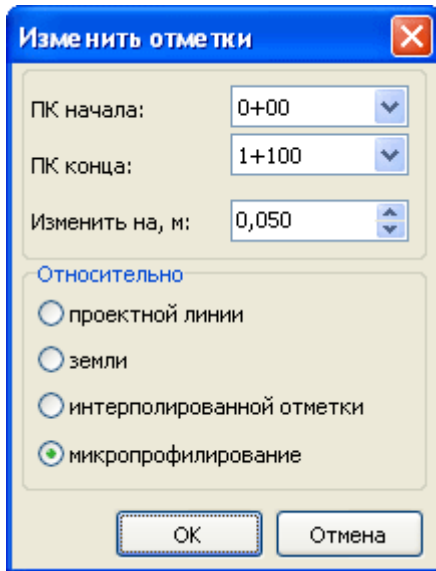 Изменить отметки
ПК начала: 0+00
ПК конца: 1+100
Изменить на, м: 0,050
Относительно
проектной линии
земли
интерполированной отметки
микропрофилирование
ОК Отмена